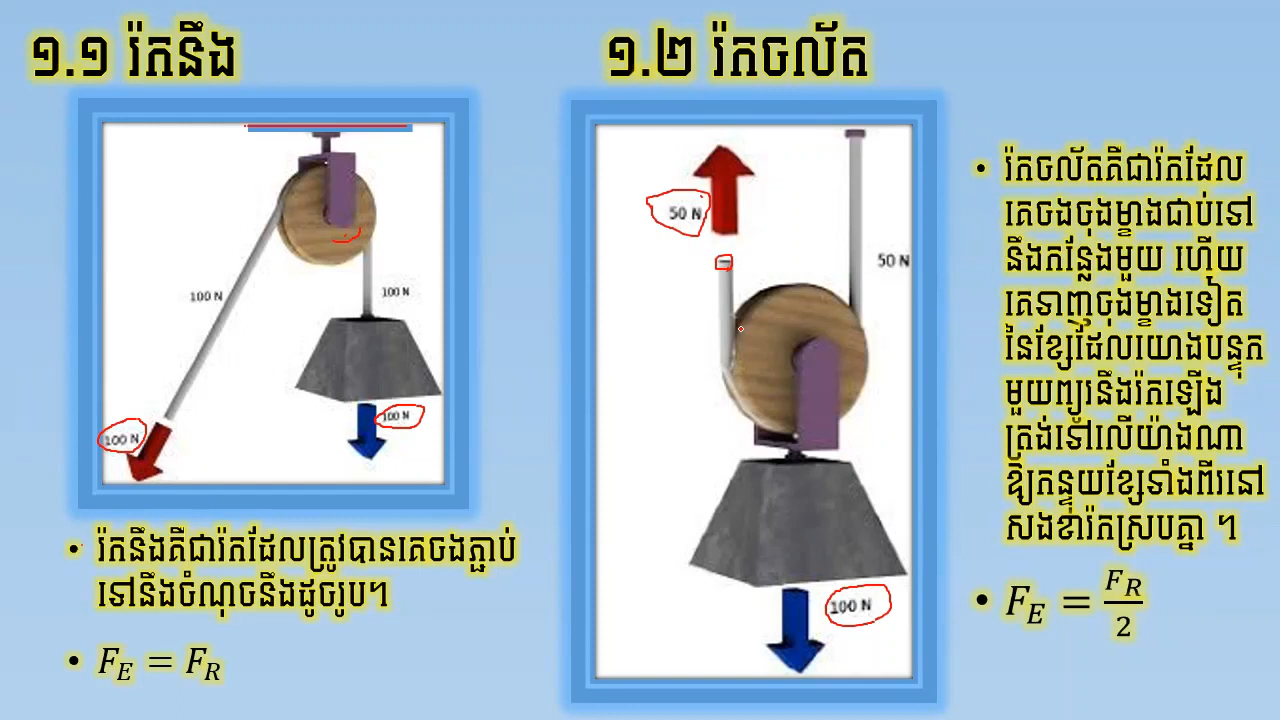 ១.១ រ៉កនឹង
100 N
100 N
100 N
100 N
• រ៉កនឹងគឺជារ៉កដែលត្រូវបានគេចងភ្ជាប់
ទៅនឹងចំណុចនឹងដូចរូប។
• F_E = F_R
១.២ រ៉កចល័ត
50 N
50 N
100 N
• រ៉កចល័តគឺជារ៉កដែល
គេចងចុងម្ខាងជាប់ទៅ
នឹងកន្លែងមួយ ហើយ
គេទាញចុងម្ខាងទៀត
នៃខ្សែដែលយោងបន្ទុក
មួយព្យួរនឹងរ៉កឡើង
ត្រង់ទៅលើយ៉ាងណា
ឱ្យកន្ទុយខ្សែទាំងពីរនៅ
សងខាំរ៉កស្របគ្នា ។
• F_E = F_R/2